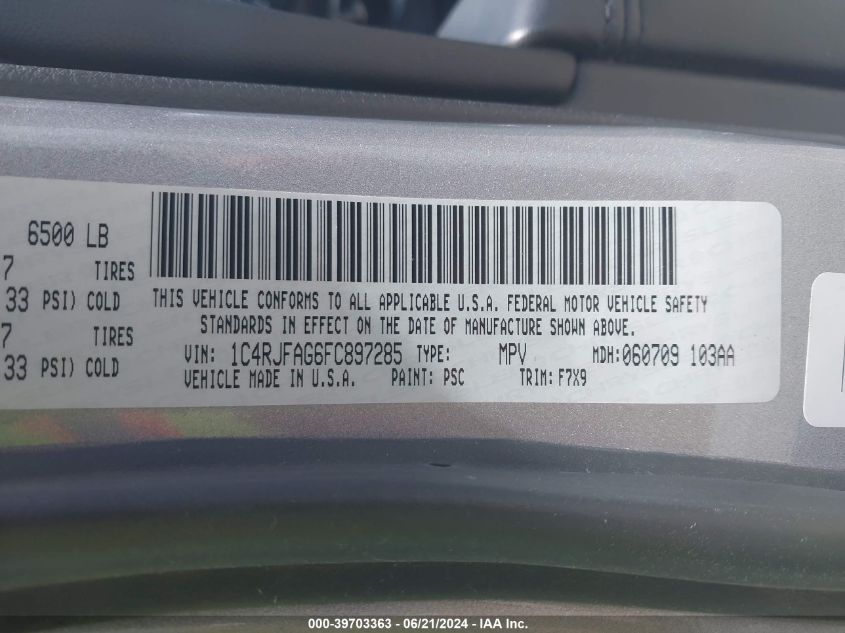 6500 LB
7 TIRES
33 PSI) COLD
7 TIRES
33 PSI) COLD
THIS VEHICLE CONFORMS TO ALL APPLICABLE U.S.A. FEDERAL MOTOR VEHICLE SAFETY
STANDARDS IN EFFECT ON THE DATE OF MANUFACTURE SHOWN ABOVE.
VIN: 1C4RJFAG6FC897285 TYPE: MPV MDH:060709 103AA
VEHICLE MADE IN U.S.A. PAINT: PSC TRIM: F7X9
000-39703363 - 06/21/2024 - IAA Inc.